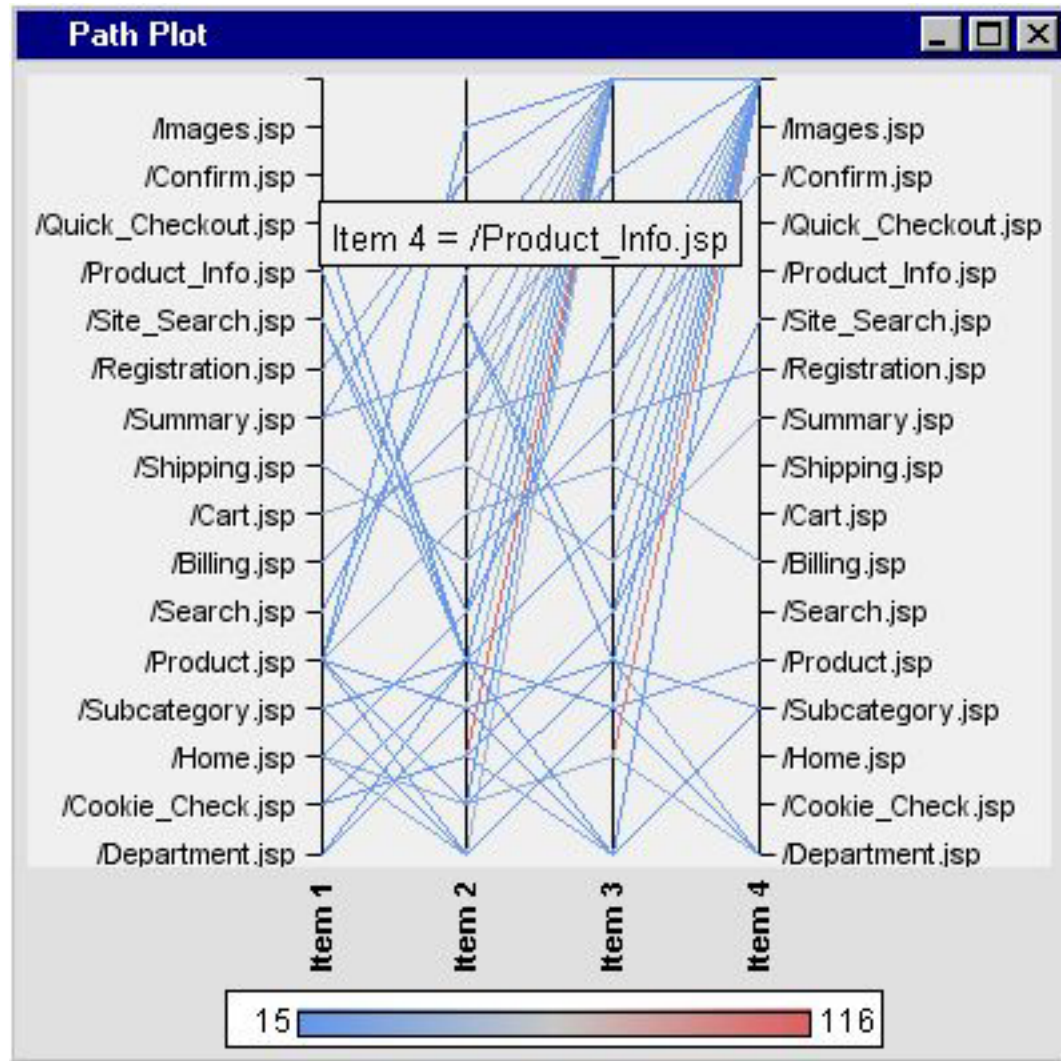 Path Plot
/Images.jsp
/Confirm.jsp
/Quick_Checkout.jsp
/Product_Info.jsp
/Site_Search.jsp
/Registration.jsp
/Summary.jsp
/Shipping.jsp
/Cart.jsp
/Billing.jsp
/Search.jsp
/Product.jsp
/Subcategory.jsp
/Home.jsp
/Cookie_Check.jsp
/Department.jsp
Item 4 = /Product_Info.jsp
/Images.jsp
/Confirm.jsp
/Quick_Checkout.jsp
/Product_Info.jsp
/Site_Search.jsp
/Registration.jsp
/Summary.jsp
/Shipping.jsp
/Cart.jsp
/Billing.jsp
/Search.jsp
/Product.jsp
/Subcategory.jsp
/Home.jsp
/Cookie_Check.jsp
/Department.jsp
Item 1
Item 2
Item 3
Item 4
15 116